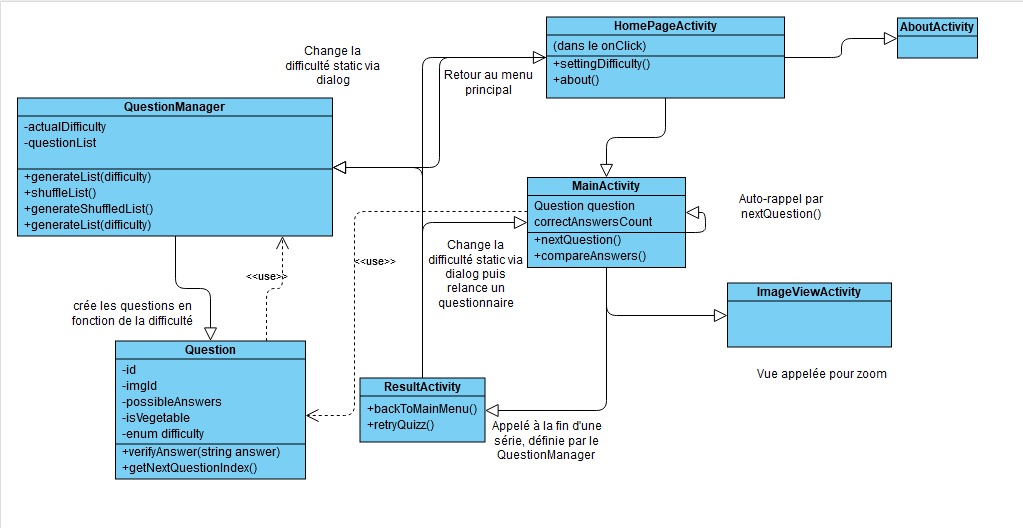 HomePageActivity
(dans le onClick)
+settingDifficulty()
+about()
AboutActivity
Change la
difficulté static via
dialog
Retour au menu
principal
QuestionManager
-actualDifficulty
-questionList
+generateList(difficulty)
+shuffleList()
+generateShuffledList()
+generateList(difficulty)
MainActivity
Question question
correctAnswersCount
+nextQuestion()
+compareAnswers()
Auto-rappel par
nextQuestion()
Change la
difficulté static via
dialog puis
relance un
questionnaire
<<use>>
<<use>>
crée les questions en
fonction de la difficulté
ImageViewActivity
Vue appelée pour zoom
Question
-id
-imgId
-possibleAnswers
-isVegetable
-enum difficulty
+verifyAnswer(string answer)
+getNextQuestionIndex()
ResultActivity
+backToMainMenu()
+retryQuizz()
Appelé à la fin d'une
série, définie par le
QuestionManager